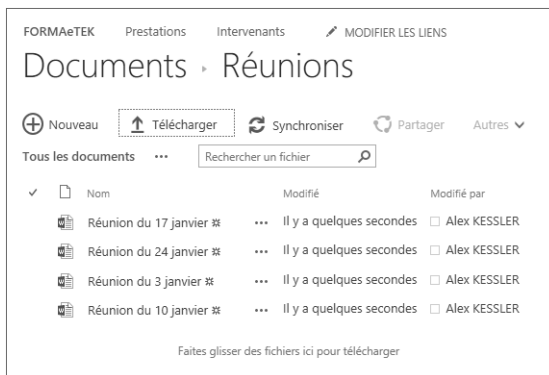 FORMAeTEK Prestations Intervenants MODIFIER LES LIENS
Documents ▸ Réunions
Nouveau Télécharger Synchroniser Partager Autres
Tous les documents ••• Rechercher un fichier
Nom Modifié Modifié par
Réunion du 17 janvier ••• Il y a quelques secondes Alex KESSLER
Réunion du 24 janvier ••• Il y a quelques secondes Alex KESSLER
Réunion du 3 janvier ••• Il y a quelques secondes Alex KESSLER
Réunion du 10 janvier ••• Il y a quelques secondes Alex KESSLER
Faites glisser des fichiers ici pour télécharger